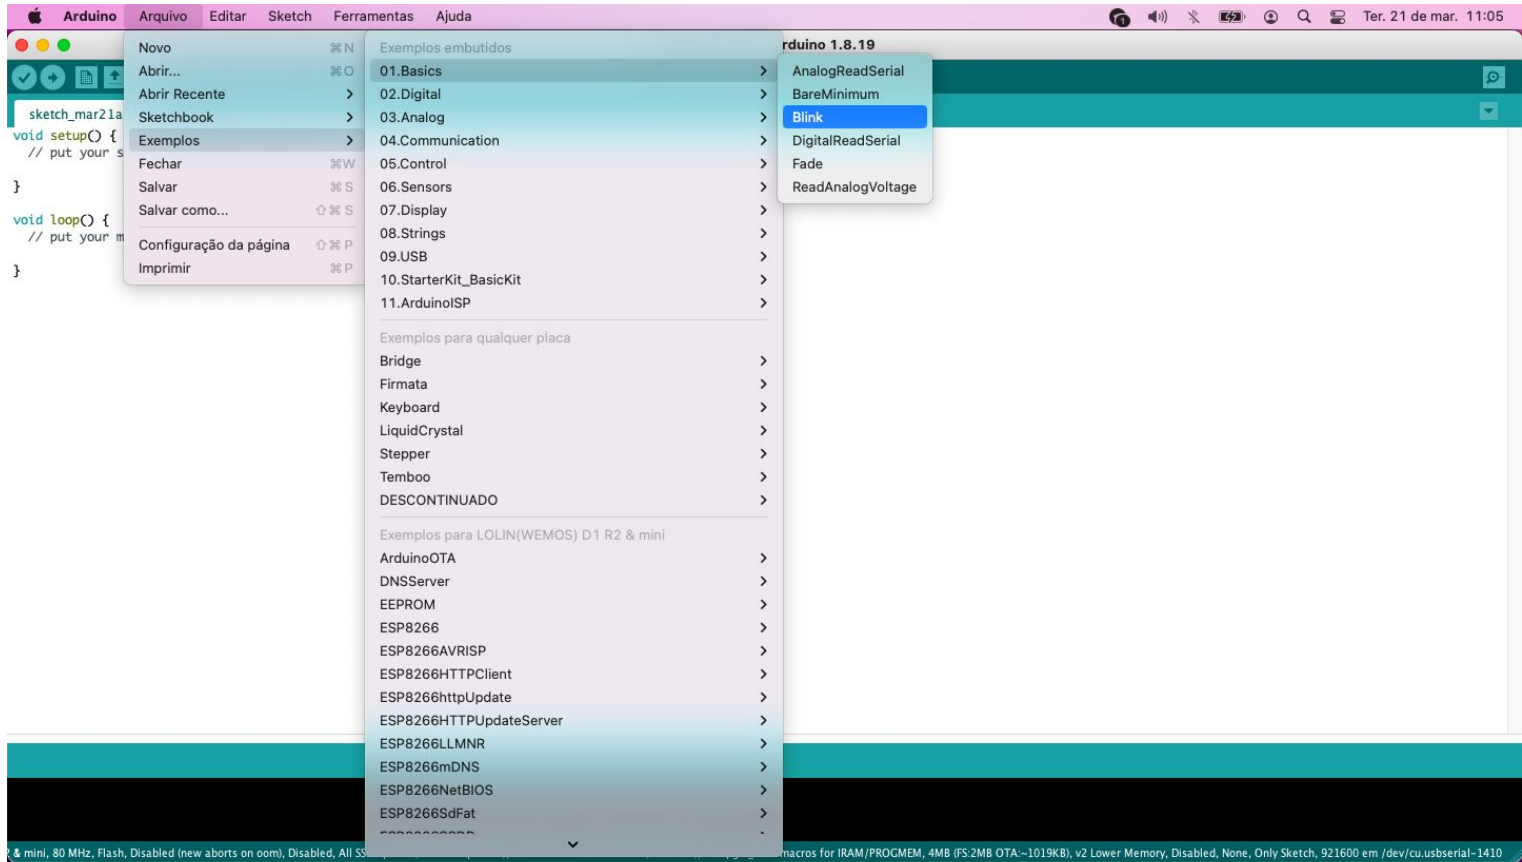 Arduino Arquivo Editar Sketch Ferramentas Ajuda Ter. 21 de mar. 11:05
rduino 1.8.19
sketch_mar21a
void setup() {
// put your s
}
void loop() {
// put your m
}
Novo ⌘N
Abrir... ⌘O
Abrir Recente
Sketchbook
Exemplos
Fechar ⌘W
Salvar ⌘S
Salvar como... ⇧⌘S
Configuração da página ⇧⌘P
Imprimir ⌘P
Exemplos embutidos
01.Basics
02.Digital
03.Analog
04.Communication
05.Control
06.Sensors
07.Display
08.Strings
09.USB
10.StarterKit_BasicKit
11.ArduinoISP
Exemplos para qualquer placa
Bridge
Firmata
Keyboard
LiquidCrystal
Stepper
Temboo
DESCONTINUADO
Exemplos para LOLIN(WEMOS) D1 R2 & mini
ArduinoOTA
DNSServer
EEPROM
ESP8266
ESP8266AVRISP
ESP8266HTTPClient
ESP8266httpUpdate
ESP8266HTTPUpdateServer
ESP8266LLMNR
ESP8266mDNS
ESP8266NetBIOS
ESP8266SdFat
AnalogReadSerial
BareMinimum
Blink
DigitalReadSerial
Fade
ReadAnalogVoltage
& mini, 80 MHz, Flash, Disabled (new aborts on oom), Disabled, All SS macros for IRAM/PROGMEM, 4MB (FS:2MB OTA:~1019KB), v2 Lower Memory, Disabled, None, Only Sketch, 921600 em /dev/cu.usbserial-1410